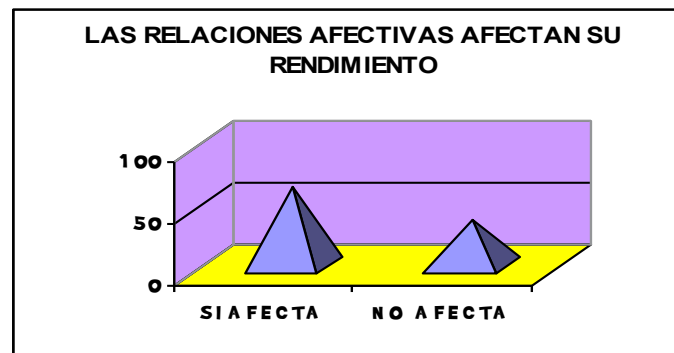 LAS RELACIONES AFECTIVAS AFECTAN SU
RENDIMIENTO
100
50
0
SI AFECTA
NO AFECTA